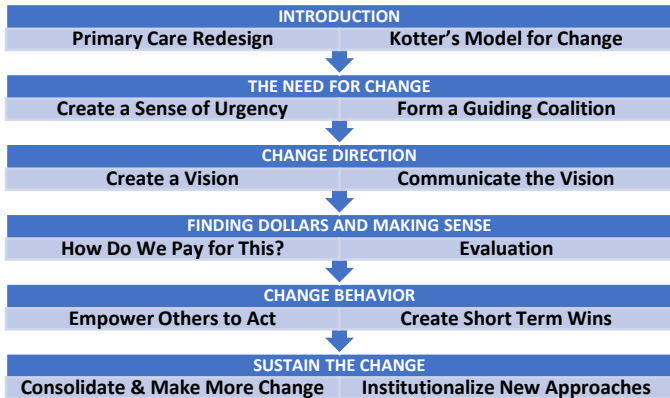 INTRODUCTION
Primary Care Redesign Kotter's Model for Change
THE NEED FOR CHANGE
Create a Sense of Urgency Form a Guiding Coalition
CHANGE DIRECTION
Create a Vision Communicate the Vision
FINDING DOLLARS AND MAKING SENSE
How Do We Pay for This? Evaluation
CHANGE BEHAVIOR
Empower Others to Act Create Short Term Wins
SUSTAIN THE CHANGE
Consolidate & Make More Change Institutionalize New Approaches